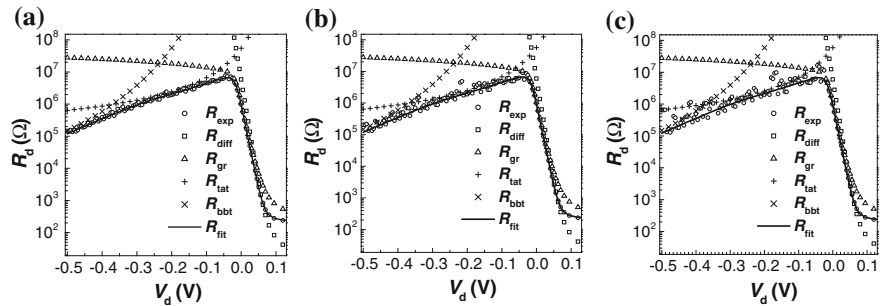 (a)
10^8
10^7
10^6
10^5
10^4
10^3
10^2
R_d (Ω)
R_exp
R_diff
R_gr
R_tat
R_bbt
R_fit
-0.5 -0.4 -0.3 -0.2 -0.1 0.0 0.1
V_d (V)
(b)
10^8
10^7
10^6
10^5
10^4
10^3
10^2
R_d (Ω)
R_exp
R_diff
R_gr
R_tat
R_bbt
R_fit
-0.5 -0.4 -0.3 -0.2 -0.1 0.0 0.1
V_d (V)
(c)
10^8
10^7
10^6
10^5
10^4
10^3
10^2
R_d (Ω)
R_exp
R_diff
R_gr
R_tat
R_bbt
R_fit
-0.5 -0.4 -0.3 -0.2 -0.1 0.0 0.1
V_d (V)